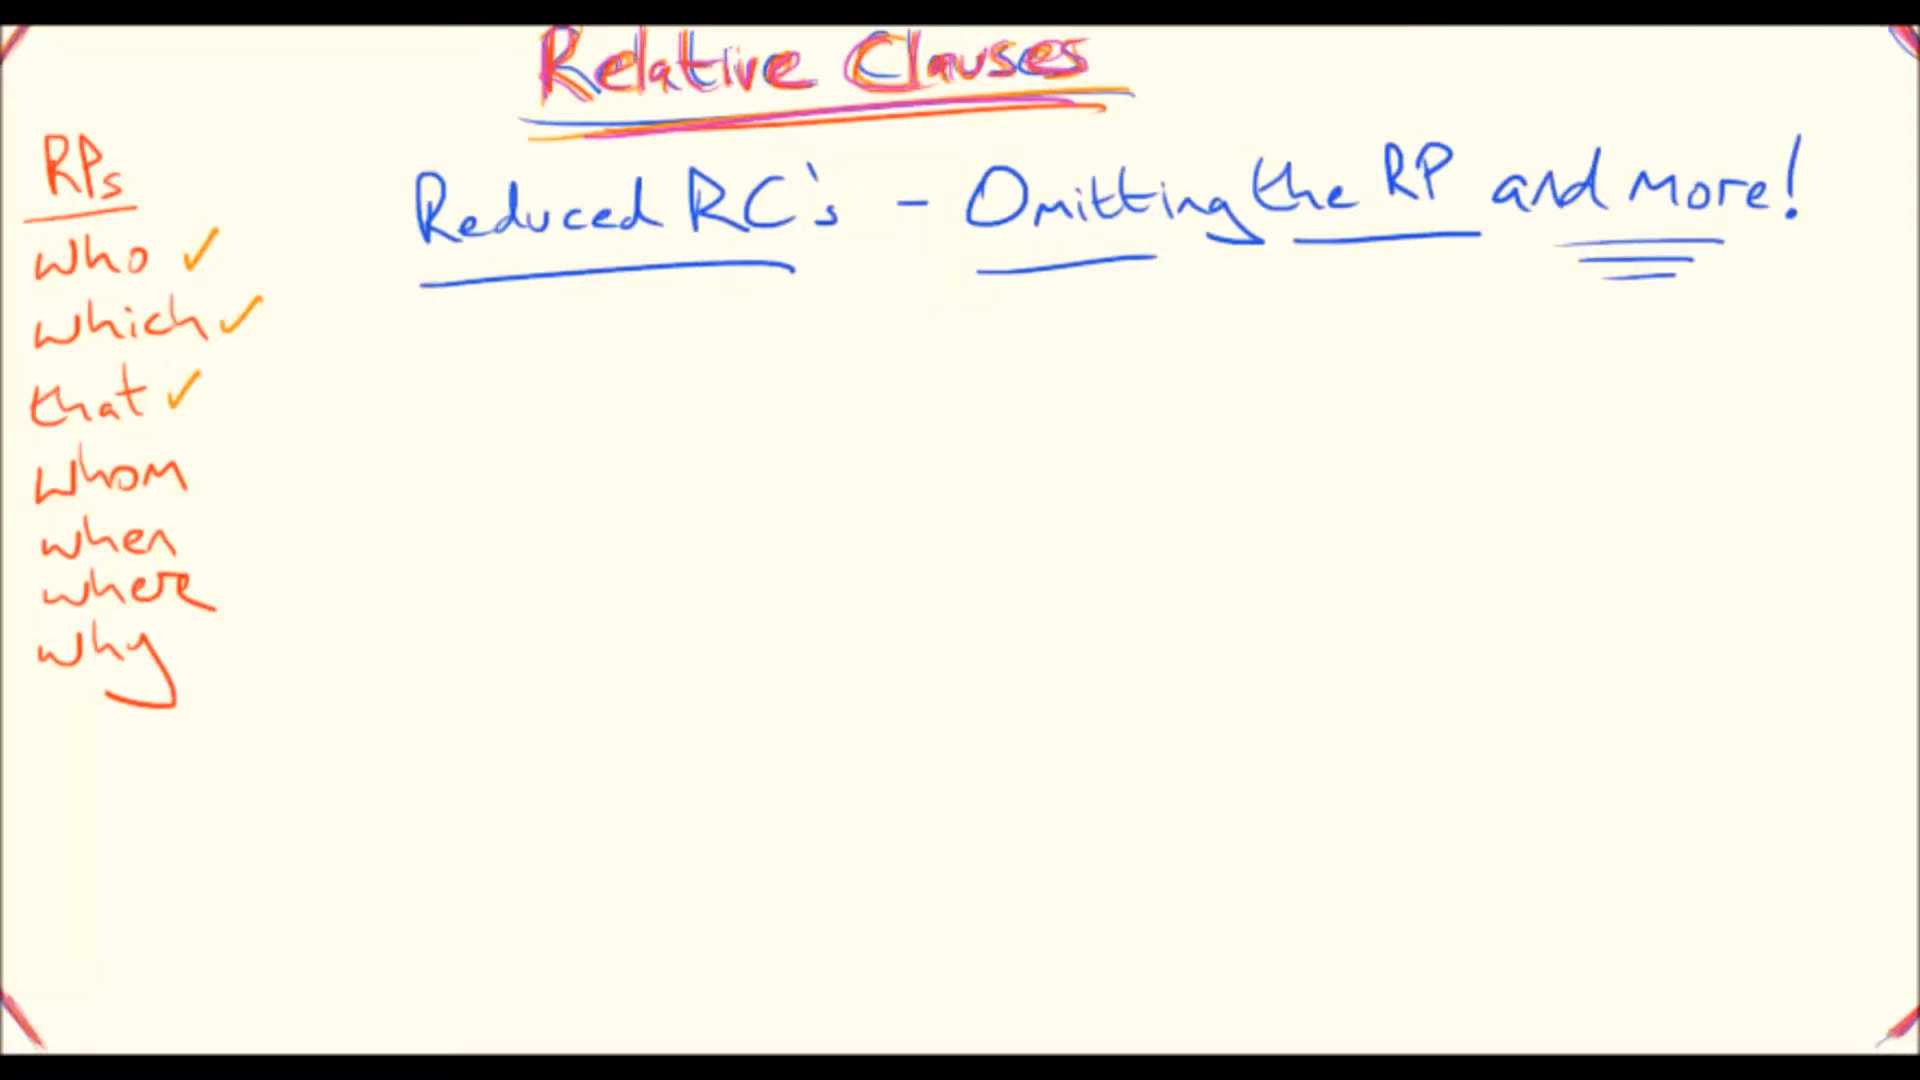 Relative Clauses
Reduced RC's - Omitting the RP and more!
RPs
who ✓
which ✓
that ✓
whom
when
where
why